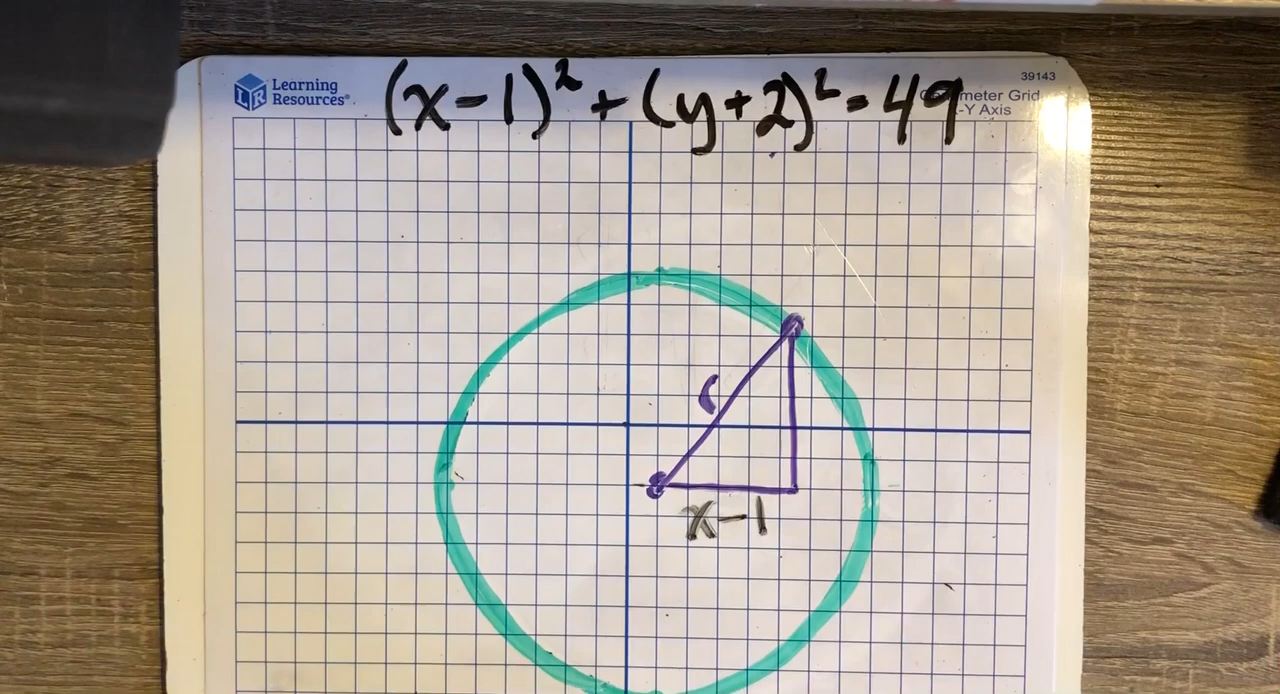 Learning
Resources®
(x-1)² + (y+2)² = 49
39143
meter Grid
-Y Axis
r
x-1